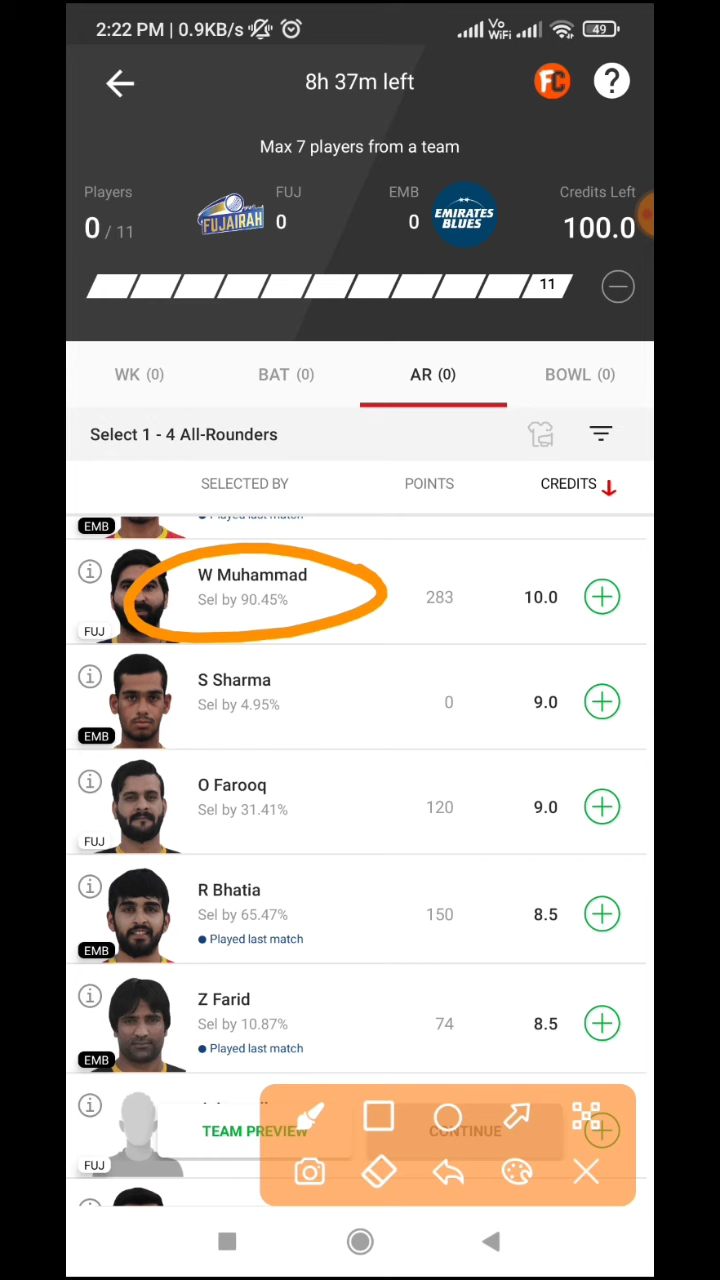 2:22 PM | 0.9KB/s Vo WiFi 49
8h 37m left FC ?
Max 7 players from a team
Players FUJ EMB Credits Left
0 / 11 FUJAIRAH 0 0 EMIRATES BLUES 100.0
11
WK (0) BAT (0) AR (0) BOWL (0)
Select 1 - 4 All-Rounders
SELECTED BY POINTS CREDITS
EMB Played last match
W Muhammad
Sel by 90.45% 283 10.0
FUJ
S Sharma
Sel by 4.95% 0 9.0
EMB
O Farooq
Sel by 31.41% 120 9.0
FUJ
R Bhatia
Sel by 65.47% 150 8.5
Played last match
EMB
Z Farid
Sel by 10.87% 74 8.5
Played last match
EMB
TEAM PREVIEW CONTINUE
FUJ